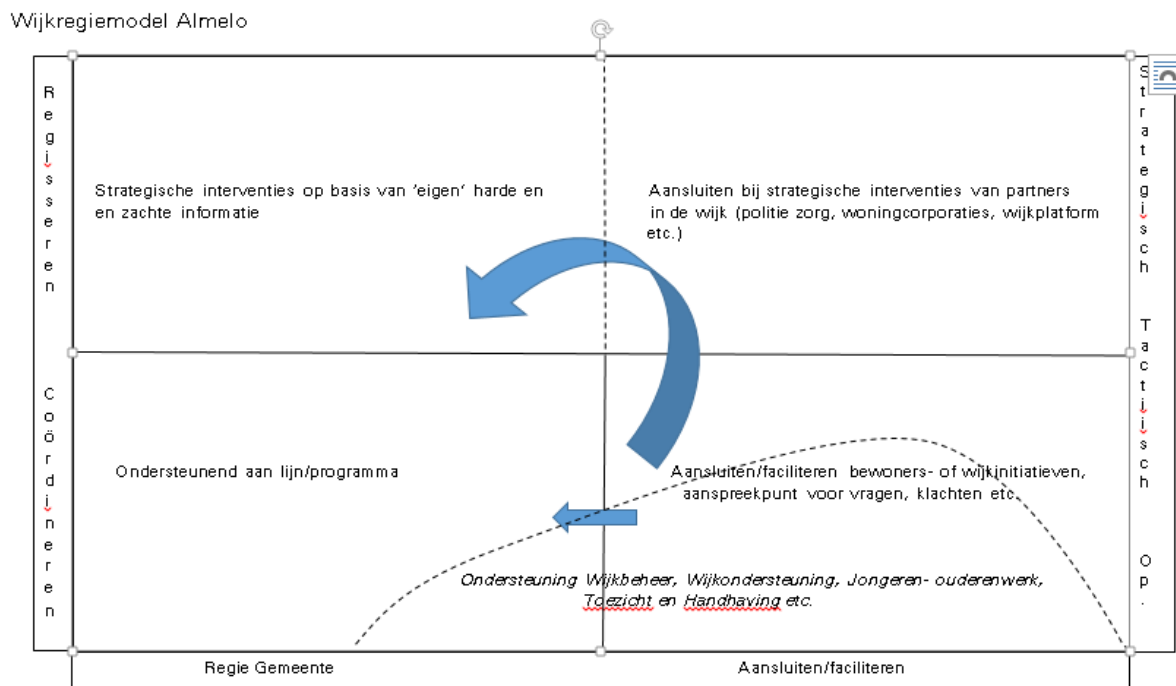 Wijkregiemodel Almelo
Regisseren
Strategisch
Strategische interventies op basis van ‘eigen’ harde en
en zachte informatie
Aansluiten bij strategische interventies van partners
in de wijk (politie zorg, woningcorporaties, wijkplatform
etc.)
Coördineren
Tactijisch
Ondersteunend aan lijn/programma
Aansluiten/faciliteren bewoners- of wijkinitiatieven,
aanspreekpunt voor vragen, klachten etc.
Op.
Ondersteuning Wijkbeheer, Wijkondersteuning, Jongeren- ouderenwerk,
Toezicht en Handhaving etc.
Regie Gemeente
Aansluiten/faciliteren